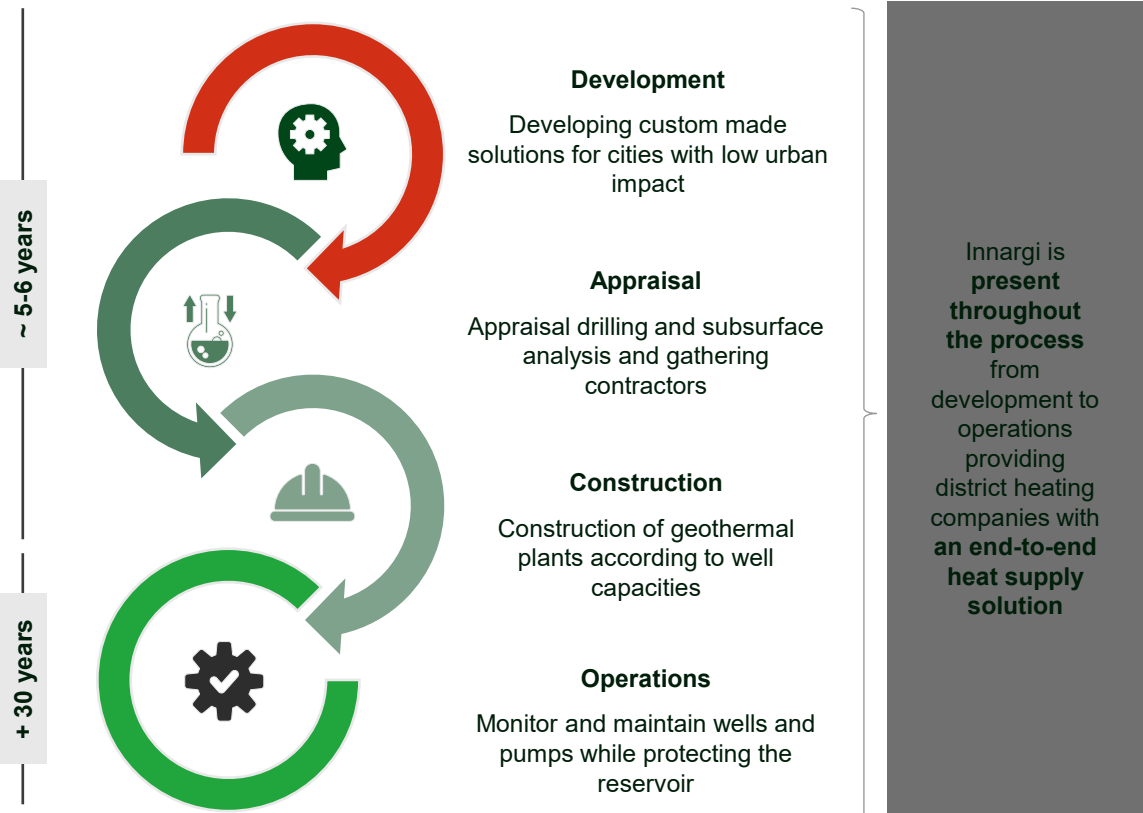 ~ 5-6 years
+ 30 years
Development
Developing custom made
solutions for cities with low urban
impact
Appraisal
Appraisal drilling and subsurface
analysis and gathering
contractors
Construction
Construction of geothermal
plants according to well
capacities
Operations
Monitor and maintain wells and
pumps while protecting the
reservoir
Innargi is
present
throughout
the process
from
development to
operations
providing
district heating
companies with
an end-to-end
heat supply
solution